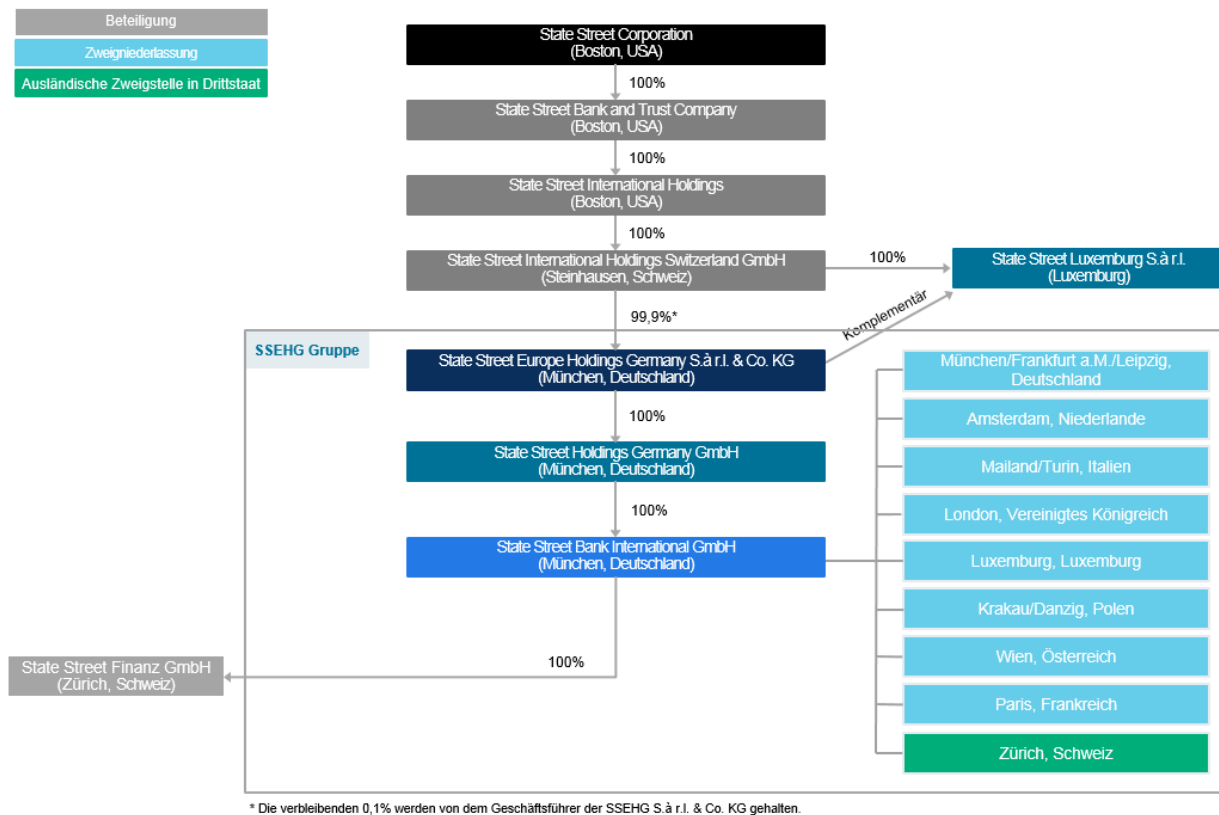 Beteiligung
Zweigniederlassung
Ausländische Zweigstelle in Drittstaat
State Street Corporation
(Boston, USA)
100%
State Street Bank and Trust Company
(Boston, USA)
100%
State Street International Holdings
(Boston, USA)
100%
State Street International Holdings Switzerland GmbH
(Steinhausen, Schweiz)
100%
State Street Luxemburg S.à r.l.
(Luxemburg)
99,9%*
Komplementär
SSEHG Gruppe
State Street Europe Holdings Germany S.à r.l. & Co. KG
(München, Deutschland)
100%
State Street Holdings Germany GmbH
(München, Deutschland)
100%
State Street Bank International GmbH
(München, Deutschland)
München/Frankfurt a.M./Leipzig,
Deutschland
Amsterdam, Niederlande
Mailand/Turin, Italien
London, Vereinigtes Königreich
Luxemburg, Luxemburg
Krakau/Danzig, Polen
Wien, Österreich
Paris, Frankreich
Zürich, Schweiz
100%
State Street Finanz GmbH
(Zürich, Schweiz)
* Die verbleibenden 0,1% werden von dem Geschäftsführer der SSEHG S.à r.l. & Co. KG gehalten.